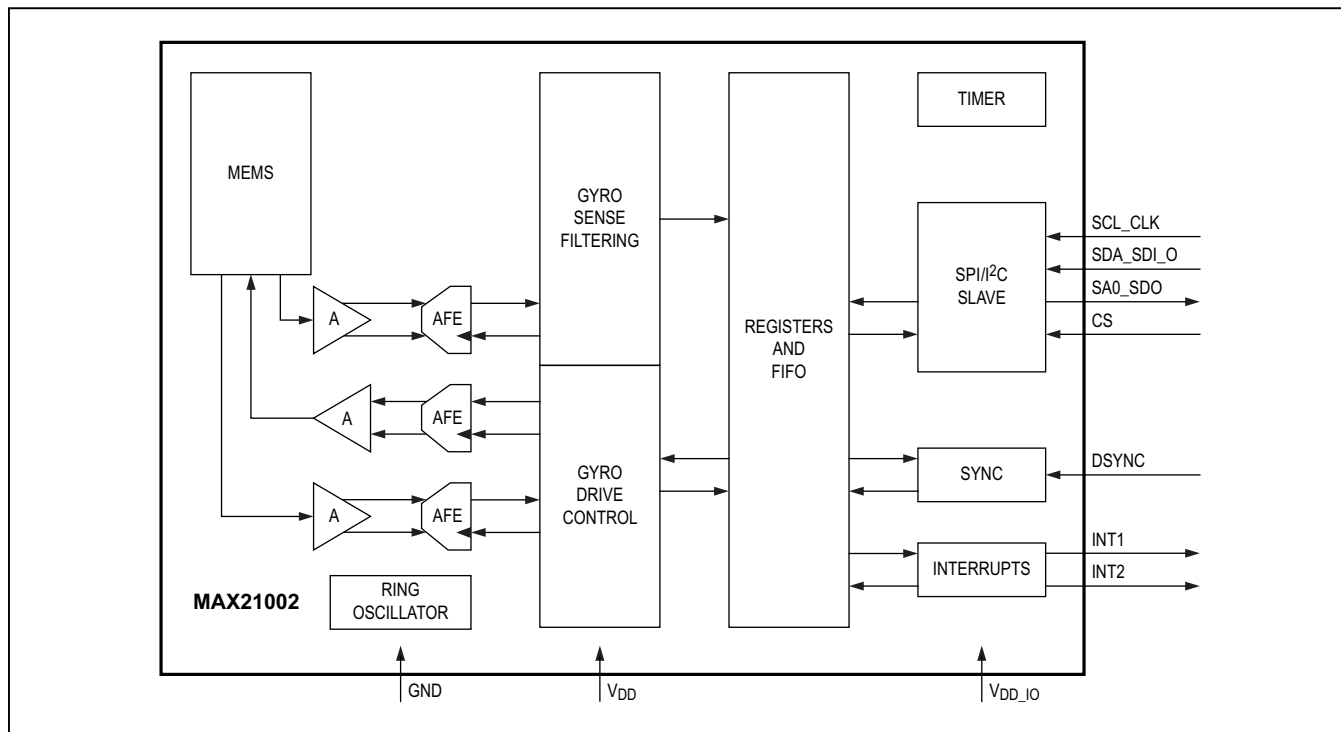 TIMER
MEMS
GYRO
SENSE
FILTERING
SCL_CLK
SDA_SDI_O
SPI/I²C
SLAVE
SA0_SDO
CS
A
AFE
REGISTERS
AND
FIFO
A
AFE
GYRO
DRIVE
CONTROL
SYNC
DSYNC
A
AFE
INT1
INTERRUPTS
INT2
RING
OSCILLATOR
MAX21002
GND
VDD
VDD_IO